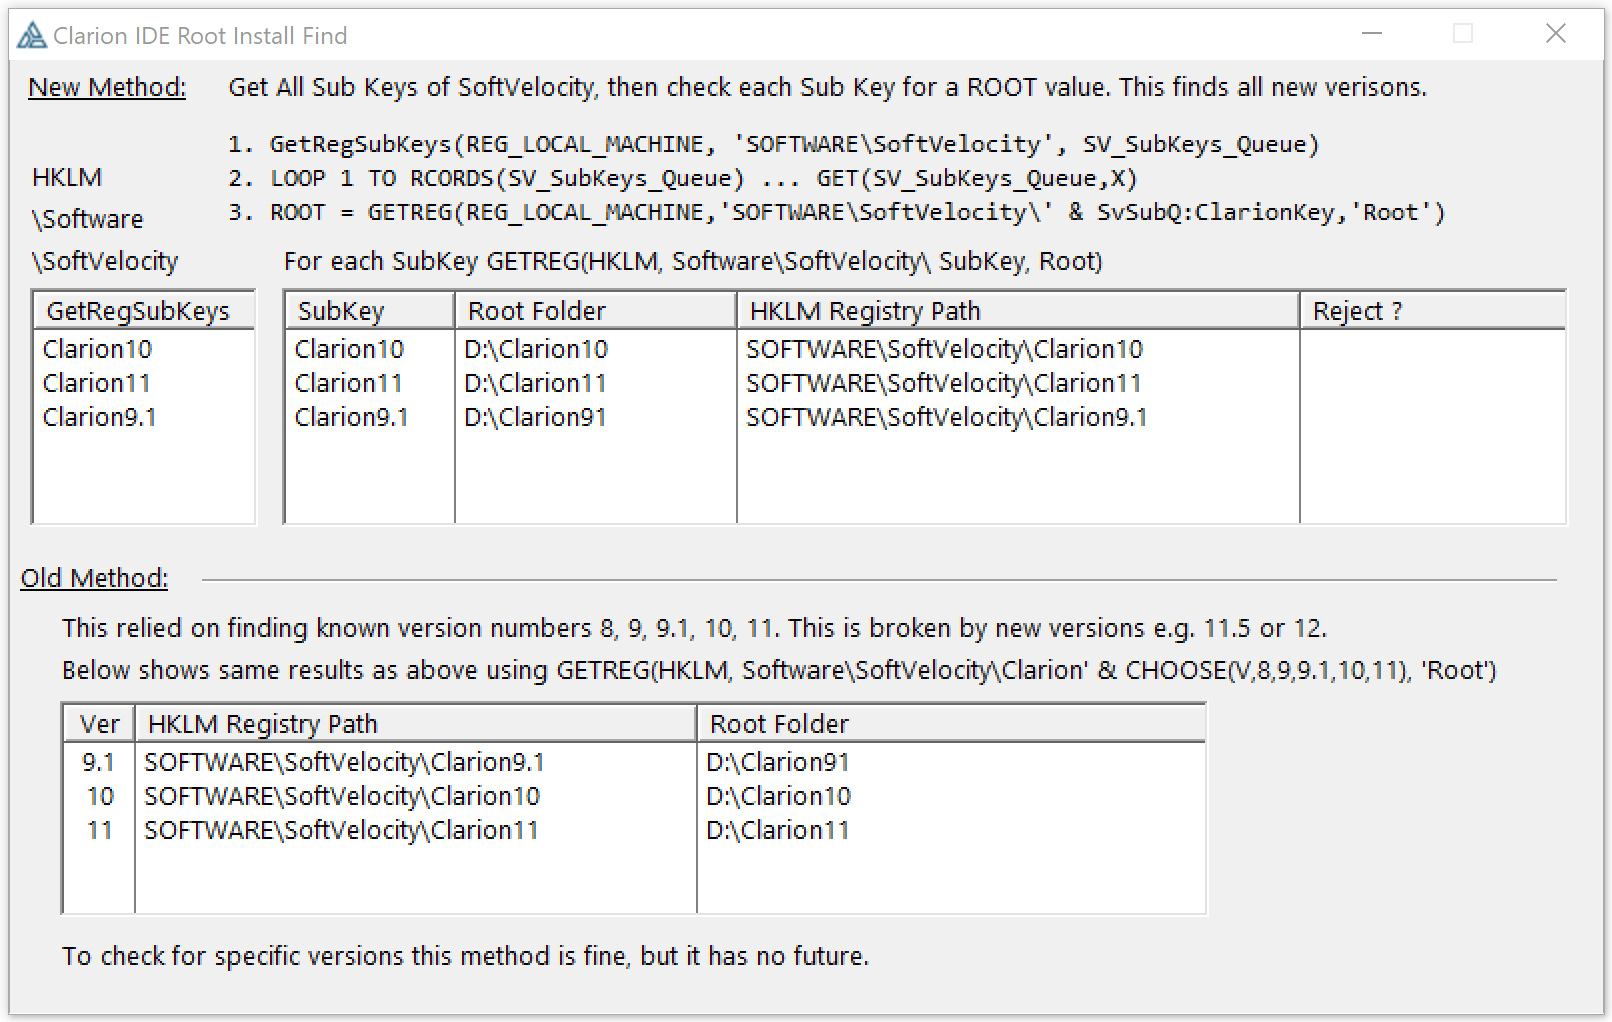 Clarion IDE Root Install Find
New Method: Get All Sub Keys of SoftVelocity, then check each Sub Key for a ROOT value. This finds all new verisons.
1. GetRegSubKeys(REG_LOCAL_MACHINE, 'SOFTWARE\SoftVelocity', SV_SubKeys_Queue)
2. LOOP 1 TO RCORDS(SV_SubKeys_Queue) ... GET(SV_SubKeys_Queue,X)
3. ROOT = GETREG(REG_LOCAL_MACHINE,'SOFTWARE\SoftVelocity\' & SvSubQ:ClarionKey,'Root')
HKLM
\Software
\SoftVelocity
For each SubKey GETREG(HKLM, Software\SoftVelocity\ SubKey, Root)
GetRegSubKeys
Clarion10
Clarion11
Clarion9.1
SubKey Root Folder HKLM Registry Path Reject ?
Clarion10 D:\Clarion10 SOFTWARE\SoftVelocity\Clarion10
Clarion11 D:\Clarion11 SOFTWARE\SoftVelocity\Clarion11
Clarion9.1 D:\Clarion91 SOFTWARE\SoftVelocity\Clarion9.1
Old Method:
This relied on finding known version numbers 8, 9, 9.1, 10, 11. This is broken by new versions e.g. 11.5 or 12.
Below shows same results as above using GETREG(HKLM, Software\SoftVelocity\Clarion' & CHOOSE(V,8,9,9.1,10,11), 'Root')
Ver HKLM Registry Path Root Folder
9.1 SOFTWARE\SoftVelocity\Clarion9.1 D:\Clarion91
10 SOFTWARE\SoftVelocity\Clarion10 D:\Clarion10
11 SOFTWARE\SoftVelocity\Clarion11 D:\Clarion11
To check for specific versions this method is fine, but it has no future.